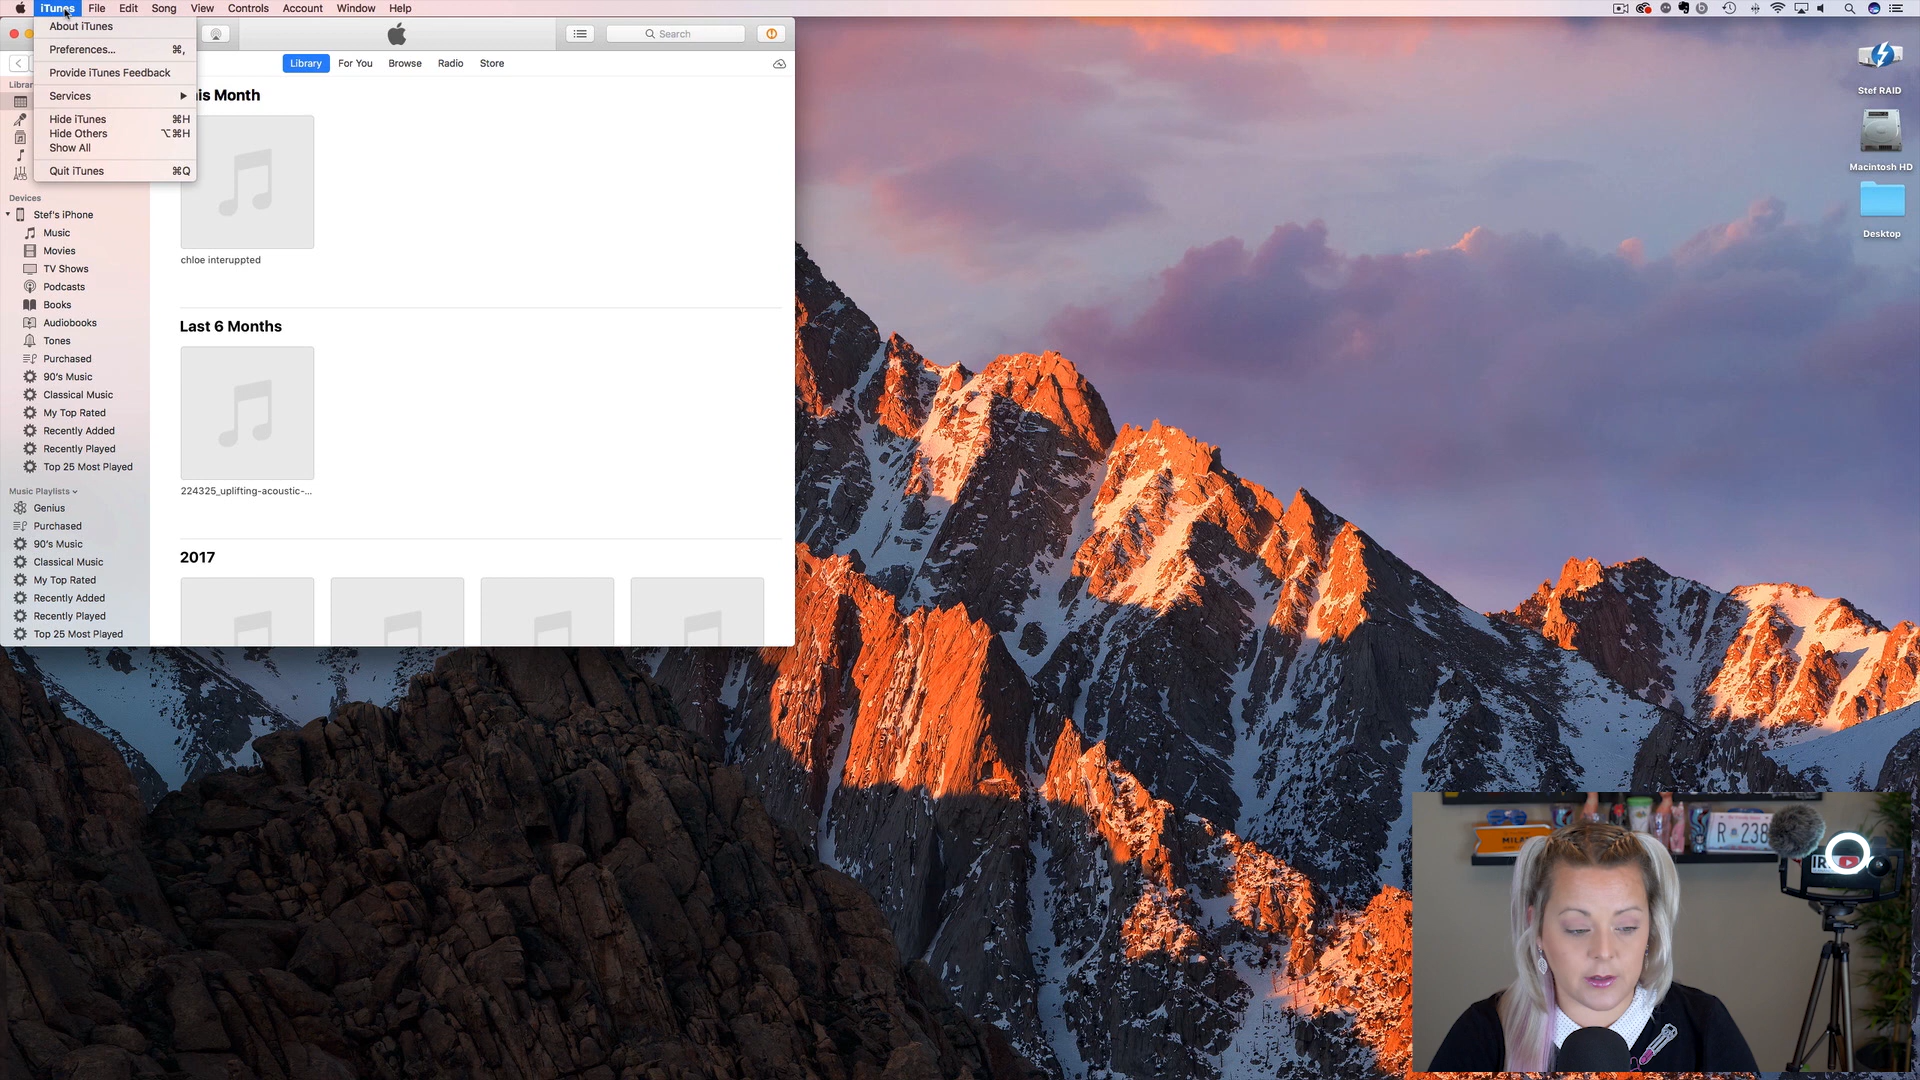 iTunes File Edit Song View Controls Account Window Help
About iTunes
Preferences... ⌘,
Provide iTunes Feedback
Services
Hide iTunes ⌘H
Hide Others ⌥⌘H
Show All
Quit iTunes ⌘Q
Search
Library For You Browse Radio Store
Devices
Stef's iPhone
Music
Movies
TV Shows
Podcasts
Books
Audiobooks
Tones
Purchased
90's Music
Classical Music
My Top Rated
Recently Added
Recently Played
Top 25 Most Played
Music Playlists
Genius
Purchased
90's Music
Classical Music
My Top Rated
Recently Added
Recently Played
Top 25 Most Played
is Month
chloe interuppted
Last 6 Months
224325_uplifting-acoustic-...
2017
Stef RAID
Macintosh HD
Desktop
R 238